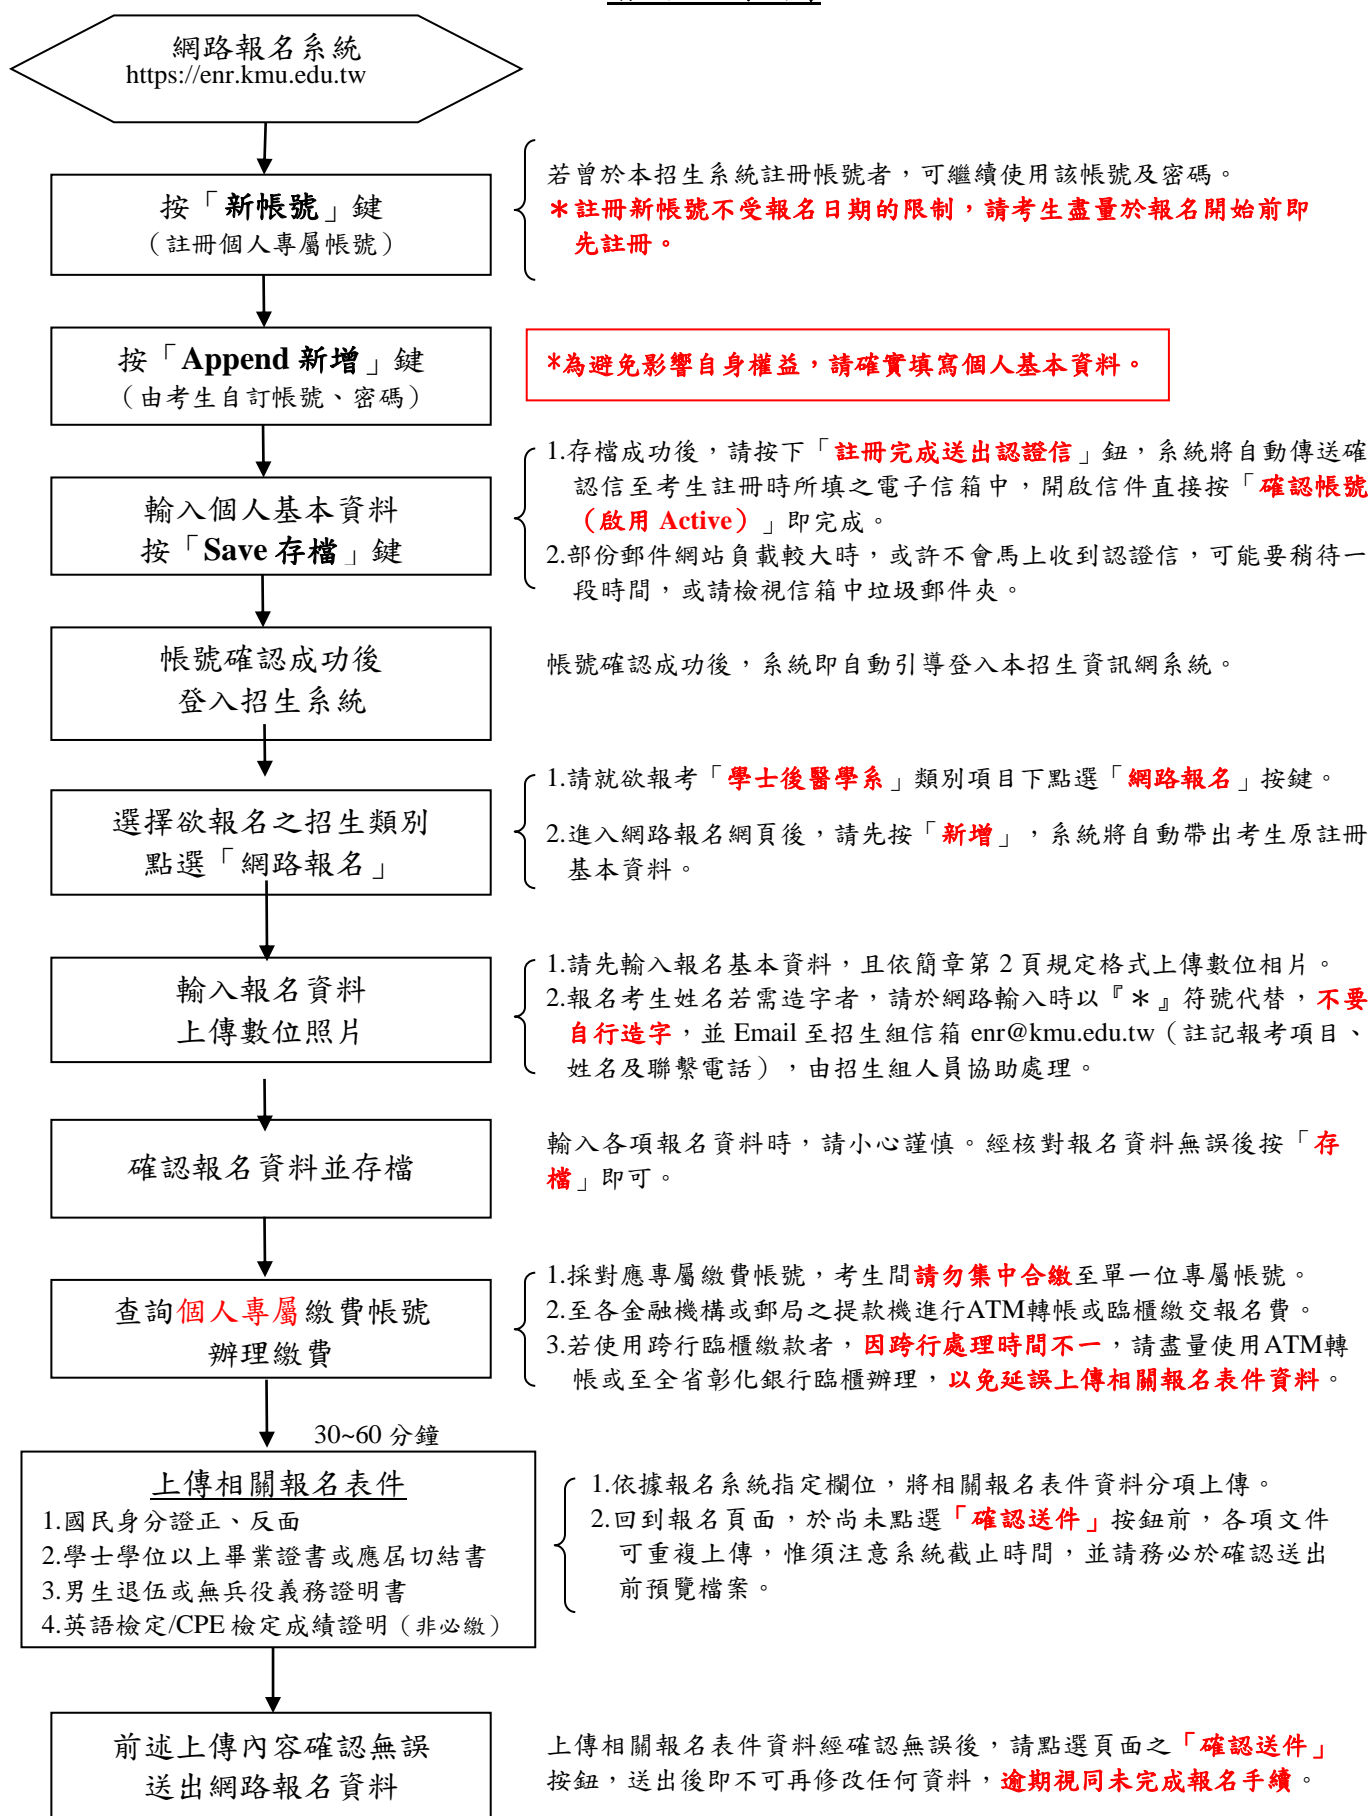 網路報名系統
https://enr.kmu.edu.tw
按「新帳號」鍵
（註冊個人專屬帳號）
若曾於本招生系統註冊帳號者，可繼續使用該帳號及密碼。
＊註冊新帳號不受報名日期的限制，請考生盡量於報名開始前即
先註冊。
按「Append 新增」鍵
（由考生自訂帳號、密碼）
*為避免影響自身權益，請確實填寫個人基本資料。
輸入個人基本資料
按「Save 存檔」鍵
1.存檔成功後，請按下「註冊完成送出認證信」鈕，系統將自動傳送確
認信至考生註冊時所填之電子信箱中，開啟信件直接按「確認帳號
（啟用 Active）」即完成。
2.部份郵件網站負載較大時，或許不會馬上收到認證信，可能要稍待一
段時間，或請檢視信箱中垃圾郵件夾。
帳號確認成功後
登入招生系統
帳號確認成功後，系統即自動引導登入本招生資訊網系統。
選擇欲報名之招生類別
點選「網路報名」
1.請就欲報考「學士後醫學系」類別項目下點選「網路報名」按鍵。
2.進入網路報名網頁後，請先按「新增」，系統將自動帶出考生原註冊
基本資料。
輸入報名資料
上傳數位照片
1.請先輸入報名基本資料，且依簡章第 2 頁規定格式上傳數位相片。
2.報名考生姓名若需造字者，請於網路輸入時以『＊』符號代替，不要
自行造字，並 Email 至招生組信箱 enr@kmu.edu.tw（註記報考項目、
姓名及聯繫電話），由招生組人員協助處理。
確認報名資料並存檔
輸入各項報名資料時，請小心謹慎。經核對報名資料無誤後按「存
檔」即可。
查詢個人專屬繳費帳號
辦理繳費
1.採對應專屬繳費帳號，考生間請勿集中合繳至單一位專屬帳號。
2.至各金融機構或郵局之提款機進行ATM轉帳或臨櫃繳交報名費。
3.若使用跨行臨櫃繳款者，因跨行處理時間不一，請盡量使用ATM轉
帳或至全省彰化銀行臨櫃辦理，以免延誤上傳相關報名表件資料。
30~60 分鐘
上傳相關報名表件
1.國民身分證正、反面
2.學士學位以上畢業證書或應屆切結書
3.男生退伍或無兵役義務證明書
4.英語檢定/CPE 檢定成績證明（非必繳）
1.依據報名系統指定欄位，將相關報名表件資料分項上傳。
2.回到報名頁面，於尚未點選「確認送件」按鈕前，各項文件
可重複上傳，惟須注意系統截止時間，並請務必於確認送出
前預覽檔案。
前述上傳內容確認無誤
送出網路報名資料
上傳相關報名表件資料經確認無誤後，請點選頁面之「確認送件」
按鈕，送出後即不可再修改任何資料，逾期視同未完成報名手續。